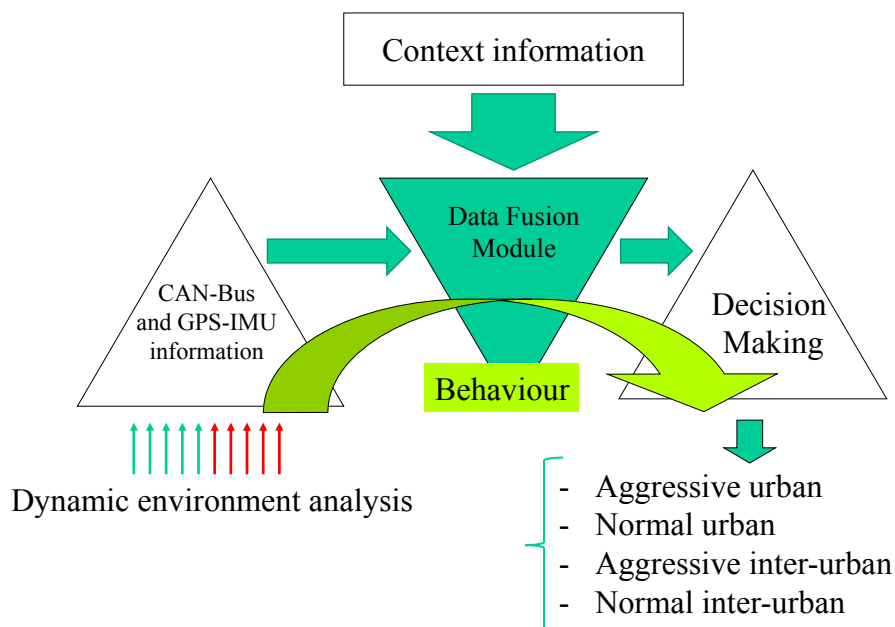 Context information
Data Fusion
Module
CAN-Bus
and GPS-IMU
information
Decision
Making
Behaviour
Dynamic environment analysis
- Aggressive urban
- Normal urban
- Aggressive inter-urban
- Normal inter-urban